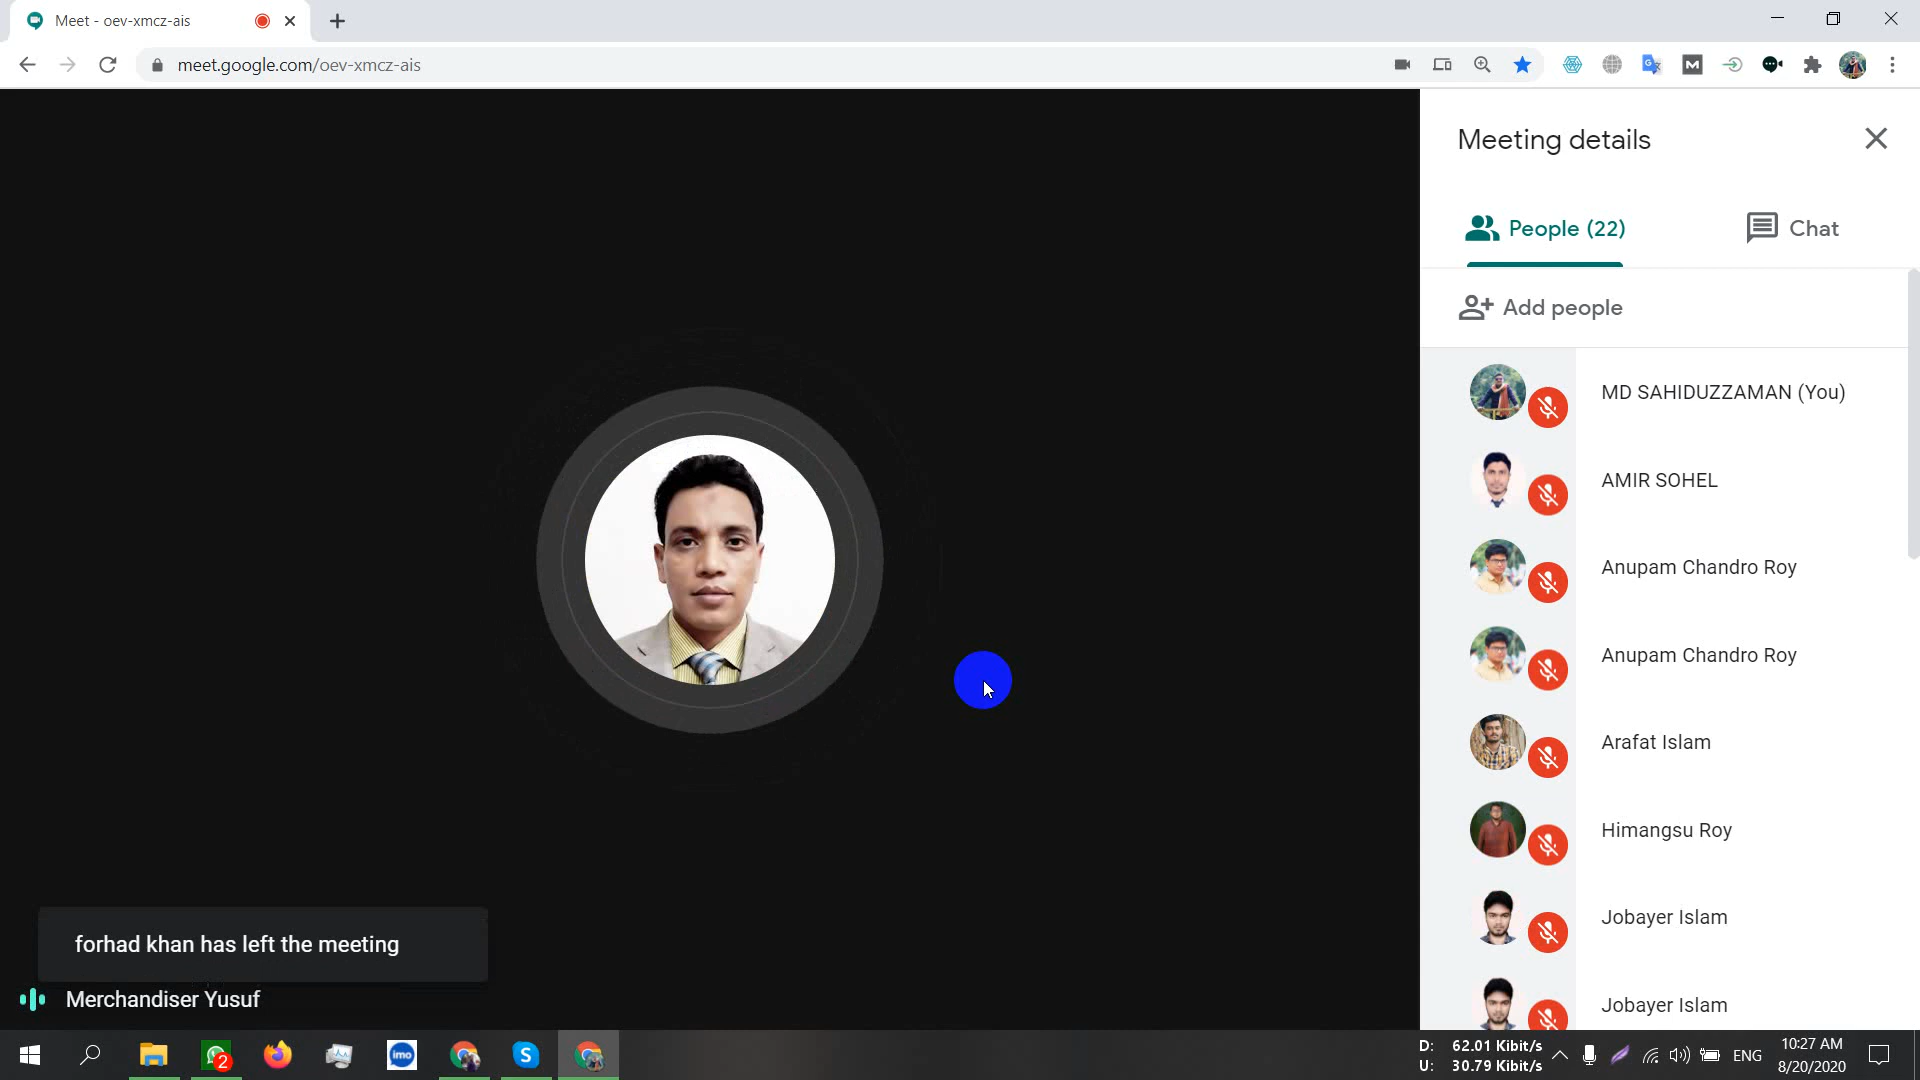 Meet - oev-xmcz-ais
meet.google.com/oev-xmcz-ais
Meeting details
People (22)
Chat
Add people
MD SAHIDUZZAMAN (You)
AMIR SOHEL
Anupam Chandro Roy
Anupam Chandro Roy
Arafat Islam
Himangsu Roy
Jobayer Islam
Jobayer Islam
forhad khan has left the meeting
Merchandiser Yusuf
2
imo
D: 62.01 Kibit/s
U: 30.79 Kibit/s
ENG
10:27 AM
8/20/2020